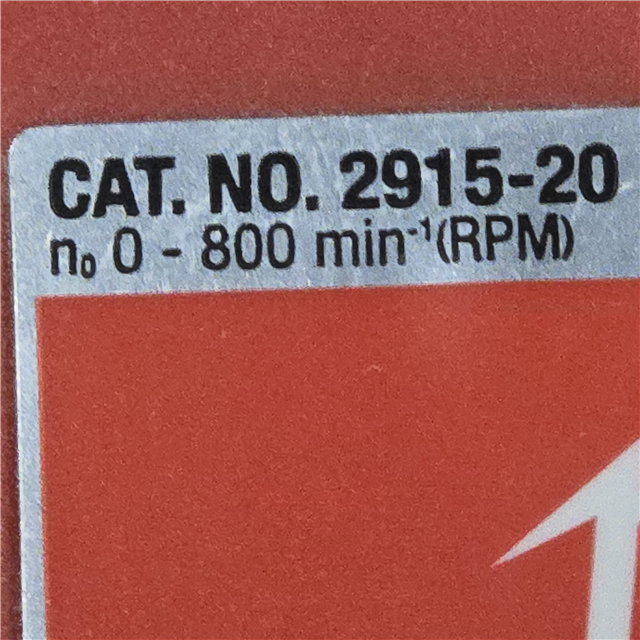 CAT. NO. 2915-20
n₀ 0 - 800 min⁻¹(RPM)